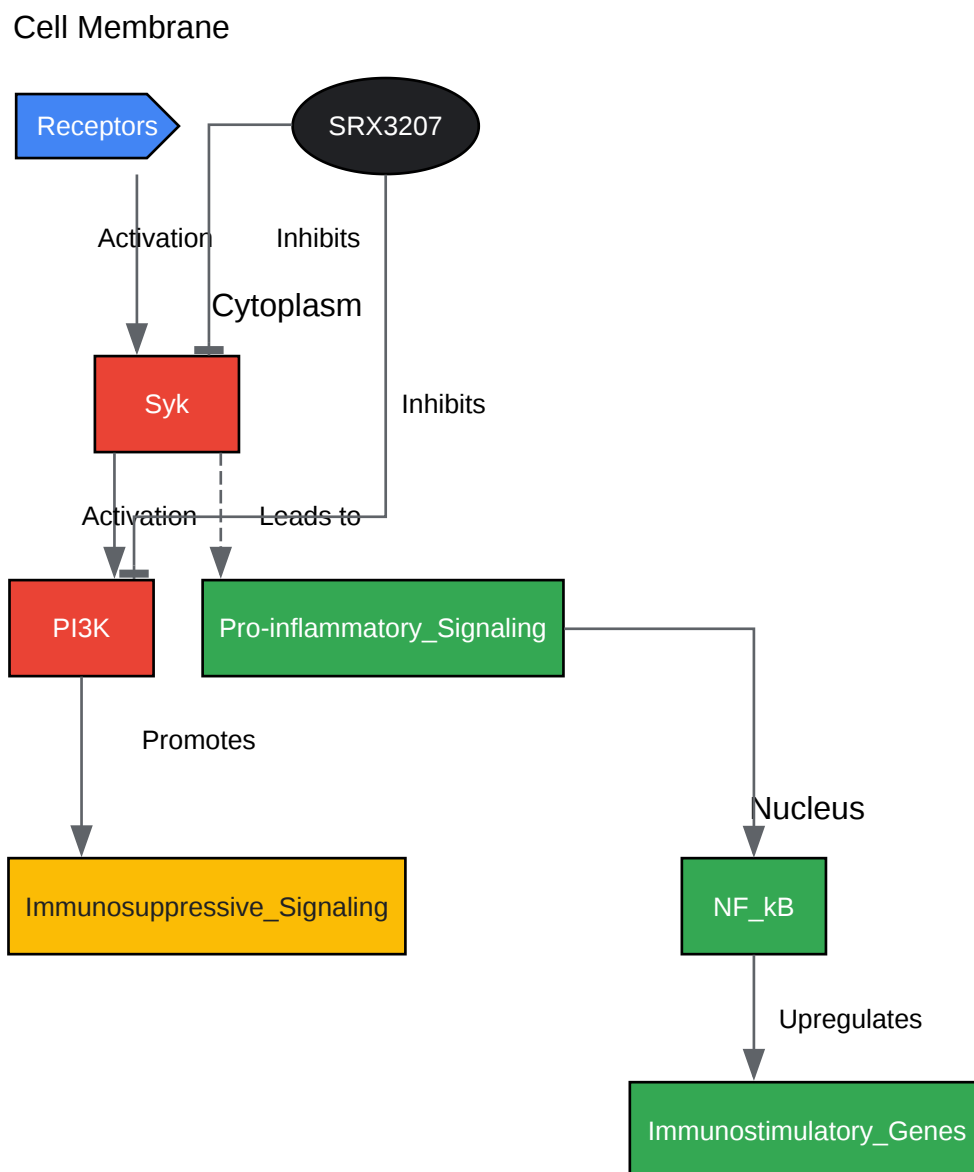 Cell Membrane
Receptors
SRX3207
Activation
Inhibits
Cytoplasm
Syk
Inhibits
Activation
Leads to
PI3K
Pro-inflammatory_Signaling
Promotes
Nucleus
Immunosuppressive_Signaling
NF_kB
Upregulates
Immunostimulatory_Genes